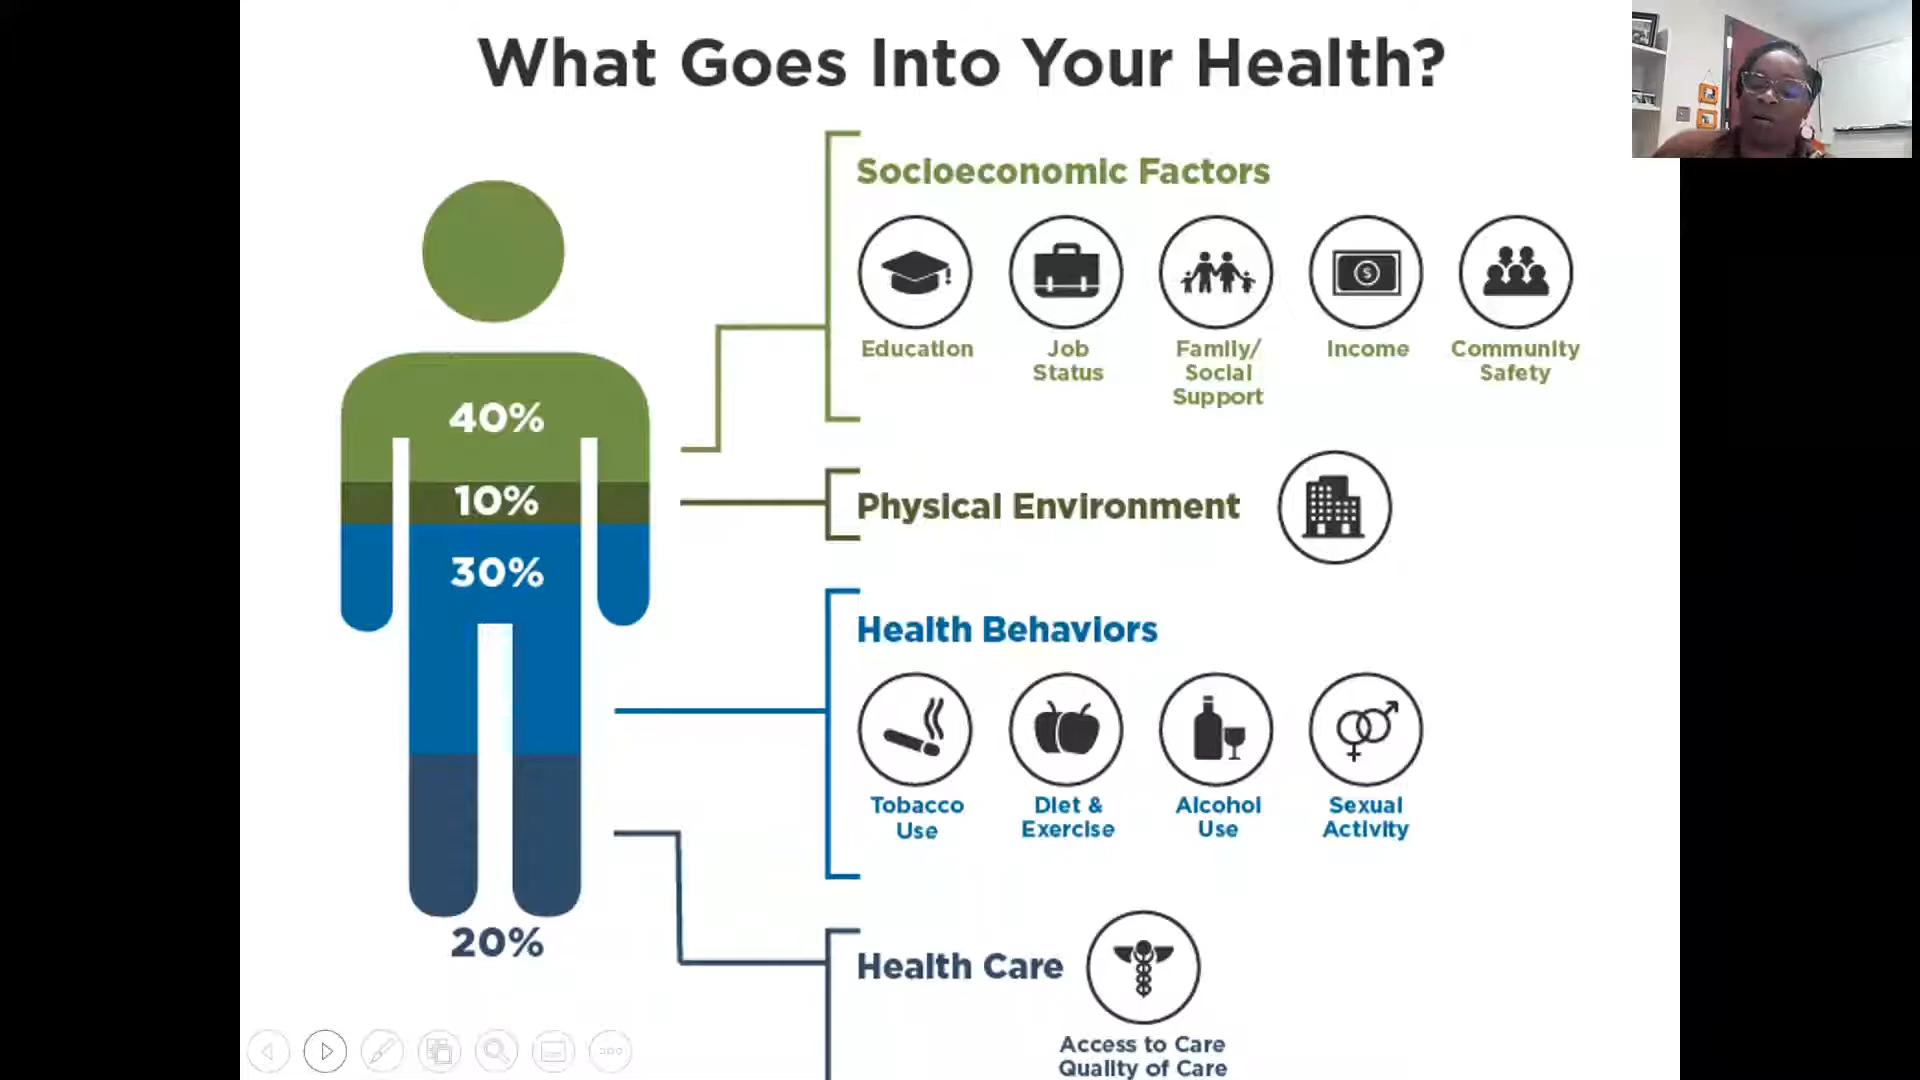 What Goes Into Your Health?
Socioeconomic Factors
Education
Job
Status
Family/
Social
Support
Income
Community
Safety
40%
10%
30%
20%
Physical Environment
Health Behaviors
Tobacco
Use
Diet &
Exercise
Alcohol
Use
Sexual
Activity
Health Care
Access to Care
Quality of Care